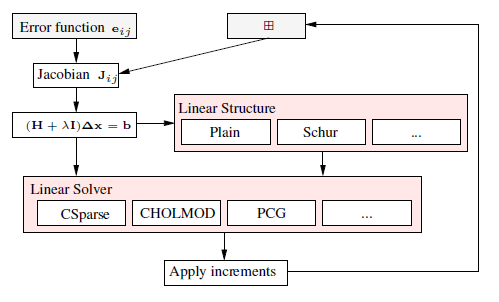 Error function e_ij
⊞
Jacobian J_ij
(H + λI)Δx = b
Linear Structure
Plain
Schur
...
Linear Solver
CSparse
CHOLMOD
PCG
...
Apply increments